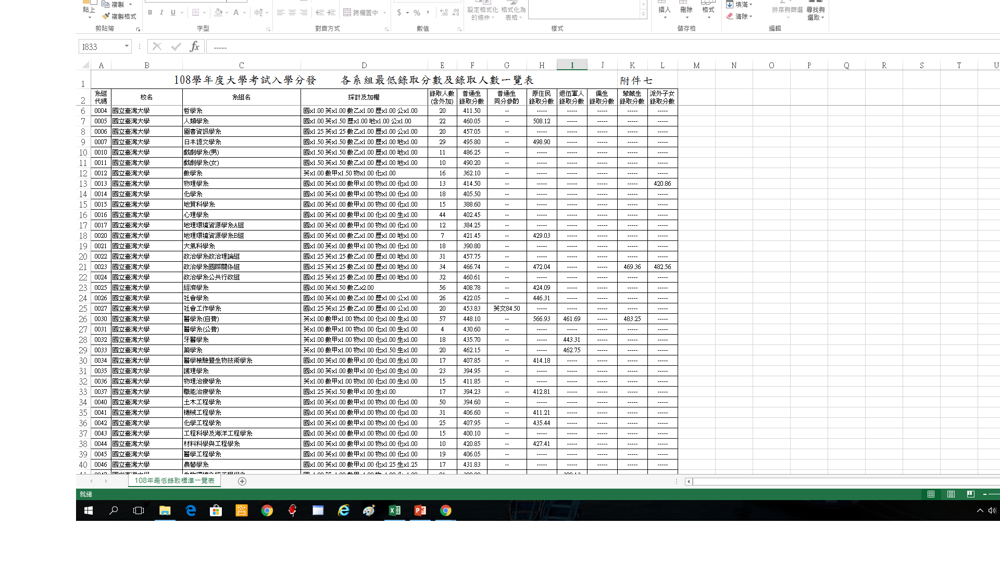 貼上 複製 B I U A 中 跨欄置中 $ % , 設定格式化 的條件 格式化為 表格 插入 刪除 格式 填滿 清除 排序與篩選 尋找與 選取
複製格式
剪貼簿 字型 對齊方式 數值 樣式 儲存格 編輯
I833 fx -----
A B C D E F G H I J K L M N O P Q R S T U
1 108學年度大學考試入學分發 各系組最低錄取分數及錄取人數一覽表 附件七
2 系組代碼 校名 系組名 採計及加權 錄取人數(含外加) 普通生錄取分數 普通生同分參酌 原住民錄取分數 退伍軍人錄取分數 僑生錄取分數 蒙藏生錄取分數 派外子女錄取分數
6 0004 國立臺灣大學 哲學系 國x1.00 英x1.00 數乙x1.00 歷x1.00 公x1.00 20 411.50 -- ----- ----- ----- ----- -----
7 0005 國立臺灣大學 人類學系 國x1.00 英x1.50 歷x1.00 地x1.00 公x1.00 22 460.05 -- 508.12 ----- ----- ----- -----
8 0006 國立臺灣大學 圖書資訊學系 國x1.25 英x1.25 數乙x1.00 歷x1.00 公x1.00 20 457.05 -- ----- ----- ----- ----- -----
9 0007 國立臺灣大學 日本語文學系 國x1.50 英x1.50 數乙x1.00 歷x1.00 地x1.00 29 495.80 -- 498.90 ----- ----- ----- -----
10 0010 國立臺灣大學 戲劇學系(男) 國x1.50 英x1.50 數乙x1.00 歷x1.00 地x1.00 11 486.25 -- ----- ----- ----- ----- -----
11 0011 國立臺灣大學 戲劇學系(女) 國x1.50 英x1.50 數乙x1.00 歷x1.00 地x1.00 10 490.20 -- ----- ----- ----- ----- -----
12 0012 國立臺灣大學 數學系 英x1.00 數甲x1.50 物x1.00 化x1.00 16 362.10 -- ----- ----- ----- ----- -----
13 0013 國立臺灣大學 物理學系 國x1.00 英x1.00 數甲x1.00 物x1.00 化x1.00 13 414.50 -- ----- ----- ----- ----- 420.86
14 0014 國立臺灣大學 化學系 國x1.00 英x1.00 數甲x1.00 物x1.00 化x1.00 18 405.50 -- ----- ----- ----- ----- -----
15 0015 國立臺灣大學 地質科學系 國x1.00 英x1.00 數甲x1.00 物x1.00 化x1.00 15 388.60 -- ----- ----- ----- ----- -----
16 0016 國立臺灣大學 心理學系 國x1.00 英x1.00 數甲x1.00 化x1.00 生x1.00 44 402.45 -- ----- ----- ----- ----- -----
17 0017 國立臺灣大學 地理環境資源學系A組 國x1.00 英x1.00 數甲x1.00 物x1.00 化x1.00 12 384.25 -- ----- ----- ----- ----- -----
18 0020 國立臺灣大學 地理環境資源學系B組 國x1.00 英x1.00 數乙x1.00 歷x1.00 地x1.00 7 421.45 -- 429.03 ----- ----- ----- -----
19 0021 國立臺灣大學 大氣科學系 國x1.00 英x1.00 數甲x1.00 物x1.00 化x1.00 18 390.80 -- ----- ----- ----- ----- -----
20 0022 國立臺灣大學 政治學系政治理論組 國x1.25 英x1.25 數乙x1.00 歷x1.00 地x1.00 31 457.75 -- ----- ----- ----- ----- -----
21 0023 國立臺灣大學 政治學系國際關係組 國x1.25 英x1.25 數乙x1.00 歷x1.00 地x1.00 34 466.74 -- 472.04 ----- ----- 469.36 482.56
22 0024 國立臺灣大學 政治學系公共行政組 國x1.25 英x1.25 數乙x1.00 歷x1.00 地x1.00 32 460.61 -- ----- ----- ----- ----- -----
23 0025 國立臺灣大學 經濟學系 國x1.00 英x1.50 數乙x2.00 56 408.78 -- 424.09 ----- ----- ----- -----
24 0026 國立臺灣大學 社會學系 國x1.00 英x1.00 數乙x1.00 歷x1.00 公x1.00 26 422.05 -- 446.31 ----- ----- ----- -----
25 0027 國立臺灣大學 社會工作學系 國x1.25 英x1.25 數乙x1.00 歷x1.00 公x1.00 20 453.83 英文84.50 ----- ----- ----- ----- -----
26 0030 國立臺灣大學 醫學系(自費) 英x1.00 數甲x1.00 物x1.00 化x1.00 生x1.00 57 448.10 -- 566.93 461.69 ----- 483.25 -----
27 0031 國立臺灣大學 醫學系(公費) 英x1.00 數甲x1.00 物x1.00 化x1.00 生x1.00 4 430.60 -- ----- ----- ----- ----- -----
28 0032 國立臺灣大學 牙醫學系 英x1.00 數甲x1.00 物x1.00 化x1.00 生x1.00 18 435.70 -- ----- 443.31 ----- ----- -----
29 0033 國立臺灣大學 藥學系 英x1.00 數甲x1.00 物x1.00 化x1.50 生x1.00 20 462.15 -- ----- 462.75 ----- ----- -----
30 0034 國立臺灣大學 醫學檢驗暨生物技術學系 國x1.00 英x1.00 數甲x1.00 化x1.00 生x1.00 17 407.85 -- 414.18 ----- ----- ----- -----
31 0035 國立臺灣大學 護理學系 國x1.00 英x1.00 數甲x1.00 化x1.00 生x1.00 23 394.95 -- ----- ----- ----- ----- -----
32 0036 國立臺灣大學 物理治療學系 英x1.00 數甲x1.00 物x1.00 化x1.00 生x1.00 15 411.85 -- ----- ----- ----- ----- -----
33 0037 國立臺灣大學 職能治療學系 國x1.25 英x1.50 數甲x1.00 生x1.00 17 394.23 -- 412.81 ----- ----- ----- -----
34 0040 國立臺灣大學 土木工程學系 國x1.00 英x1.00 數甲x1.00 物x1.00 化x1.00 50 394.60 -- ----- ----- ----- ----- -----
35 0041 國立臺灣大學 機械工程學系 國x1.00 英x1.00 數甲x1.00 物x1.00 化x1.00 31 406.60 -- 411.21 ----- ----- ----- -----
36 0042 國立臺灣大學 化學工程學系 國x1.00 英x1.00 數甲x1.00 物x1.00 化x1.00 25 407.95 -- 435.44 ----- ----- ----- -----
37 0043 國立臺灣大學 工程科學及海洋工程學系 國x1.00 英x1.00 數甲x1.00 物x1.00 化x1.00 15 400.10 -- ----- ----- ----- ----- -----
38 0044 國立臺灣大學 材料科學與工程學系 國x1.00 英x1.00 數甲x1.00 物x1.00 化x1.00 10 420.85 -- 427.41 ----- ----- ----- -----
39 0045 國立臺灣大學 醫學工程學系 國x1.00 英x1.00 數甲x1.00 物x1.00 化x1.00 19 406.05 -- ----- ----- ----- ----- -----
40 0046 國立臺灣大學 農藝學系 國x1.00 英x1.00 數甲x1.00 化x1.25 生x1.25 17 431.83 -- ----- ----- ----- ----- -----
108年最低錄取標準一覽表
就緒